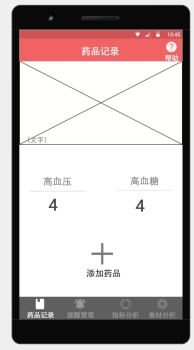 15:45
药品记录
帮助
(文字)
高血压
高血糖
4
4
添加药品
药品记录
提醒管理
指标分析
食材分析